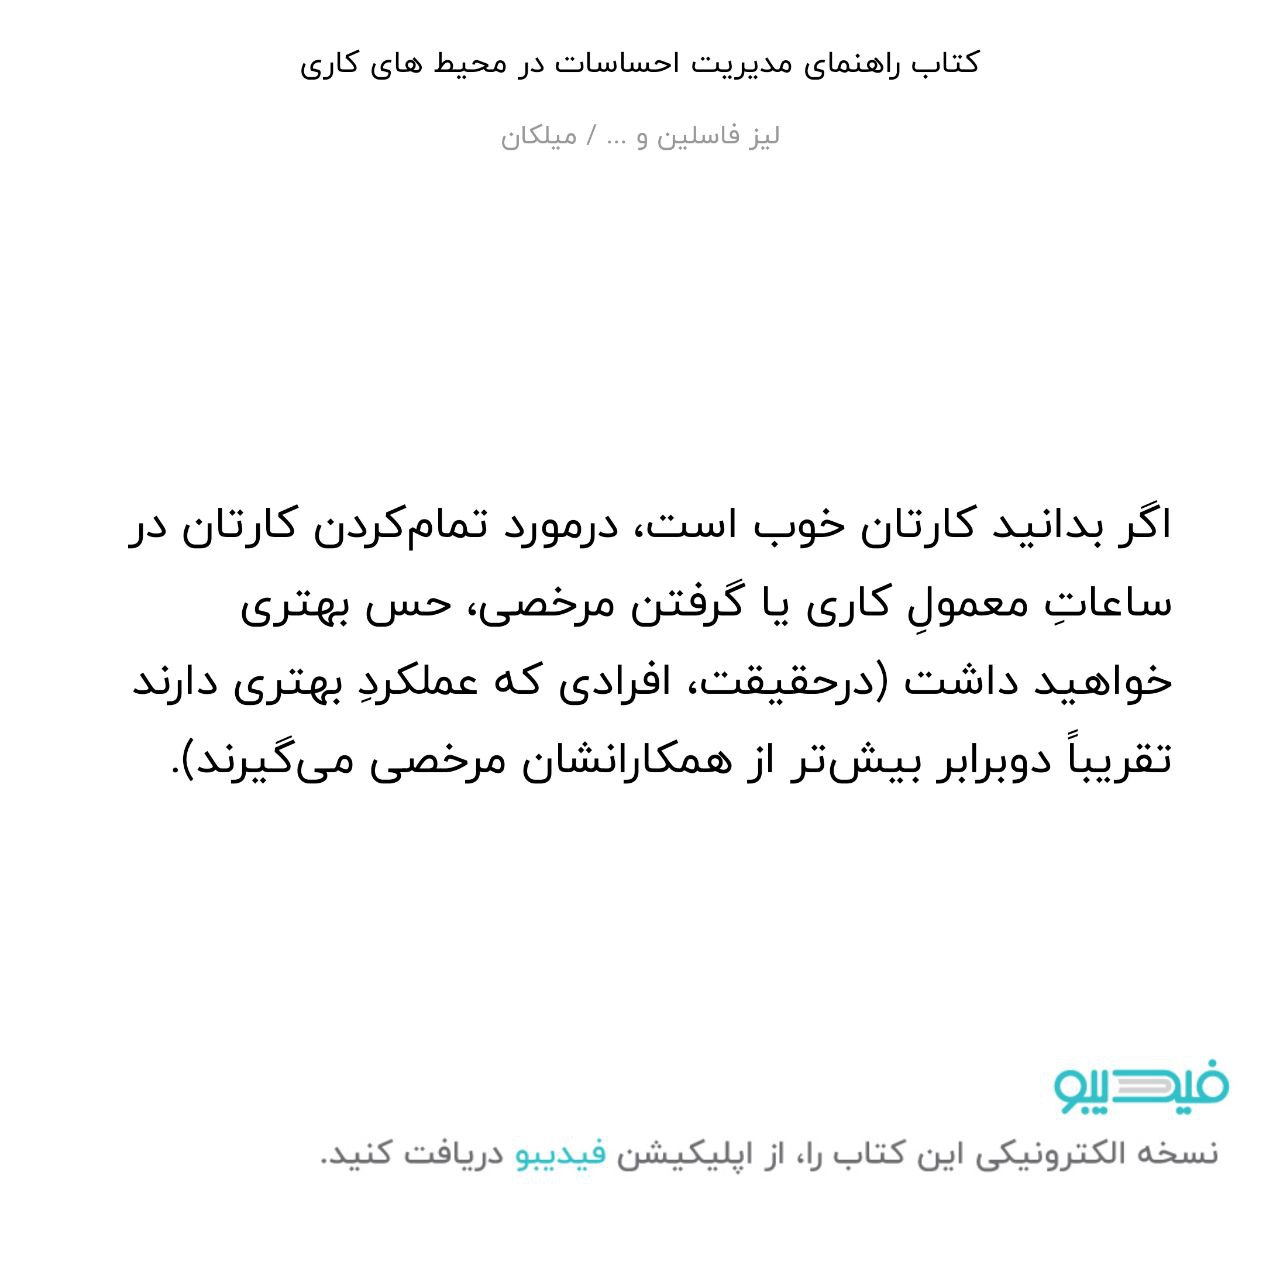 کتاب راهنمای مدیریت احساسات در محیط های کاری
لیز فاسلین و ... / میلکان
اگر بدانید کارتان خوب است، درمورد تمام‌کردن کارتان در
ساعاتِ معمولِ کاری یا گرفتن مرخصی، حس بهتری
خواهید داشت (درحقیقت، افرادی که عملکردِ بهتری دارند
تقریباً دوبرابر بیش‌تر از همکارانشان مرخصی می‌گیرند).
فیدیبو
نسخه الکترونیکی این کتاب را، از اپلیکیشن فیدیبو دریافت کنید.